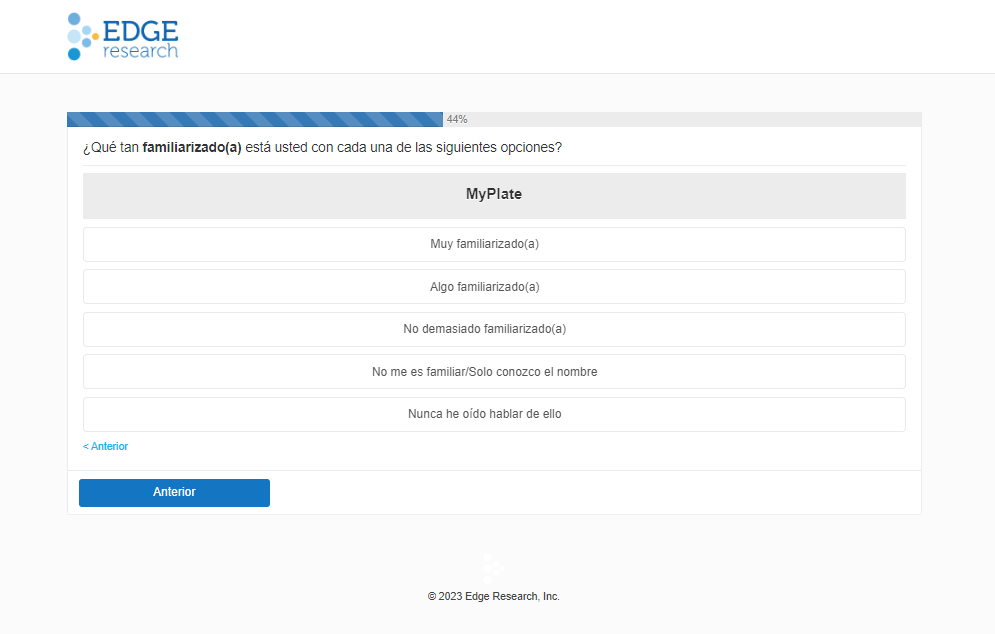 EDGE
research
44%
¿Qué tan familiarizado(a) está usted con cada una de las siguientes opciones?
MyPlate
Muy familiarizado(a)
Algo familiarizado(a)
No demasiado familiarizado(a)
No me es familiar/Solo conozco el nombre
Nunca he oído hablar de ello
< Anterior
Anterior
© 2023 Edge Research, Inc.